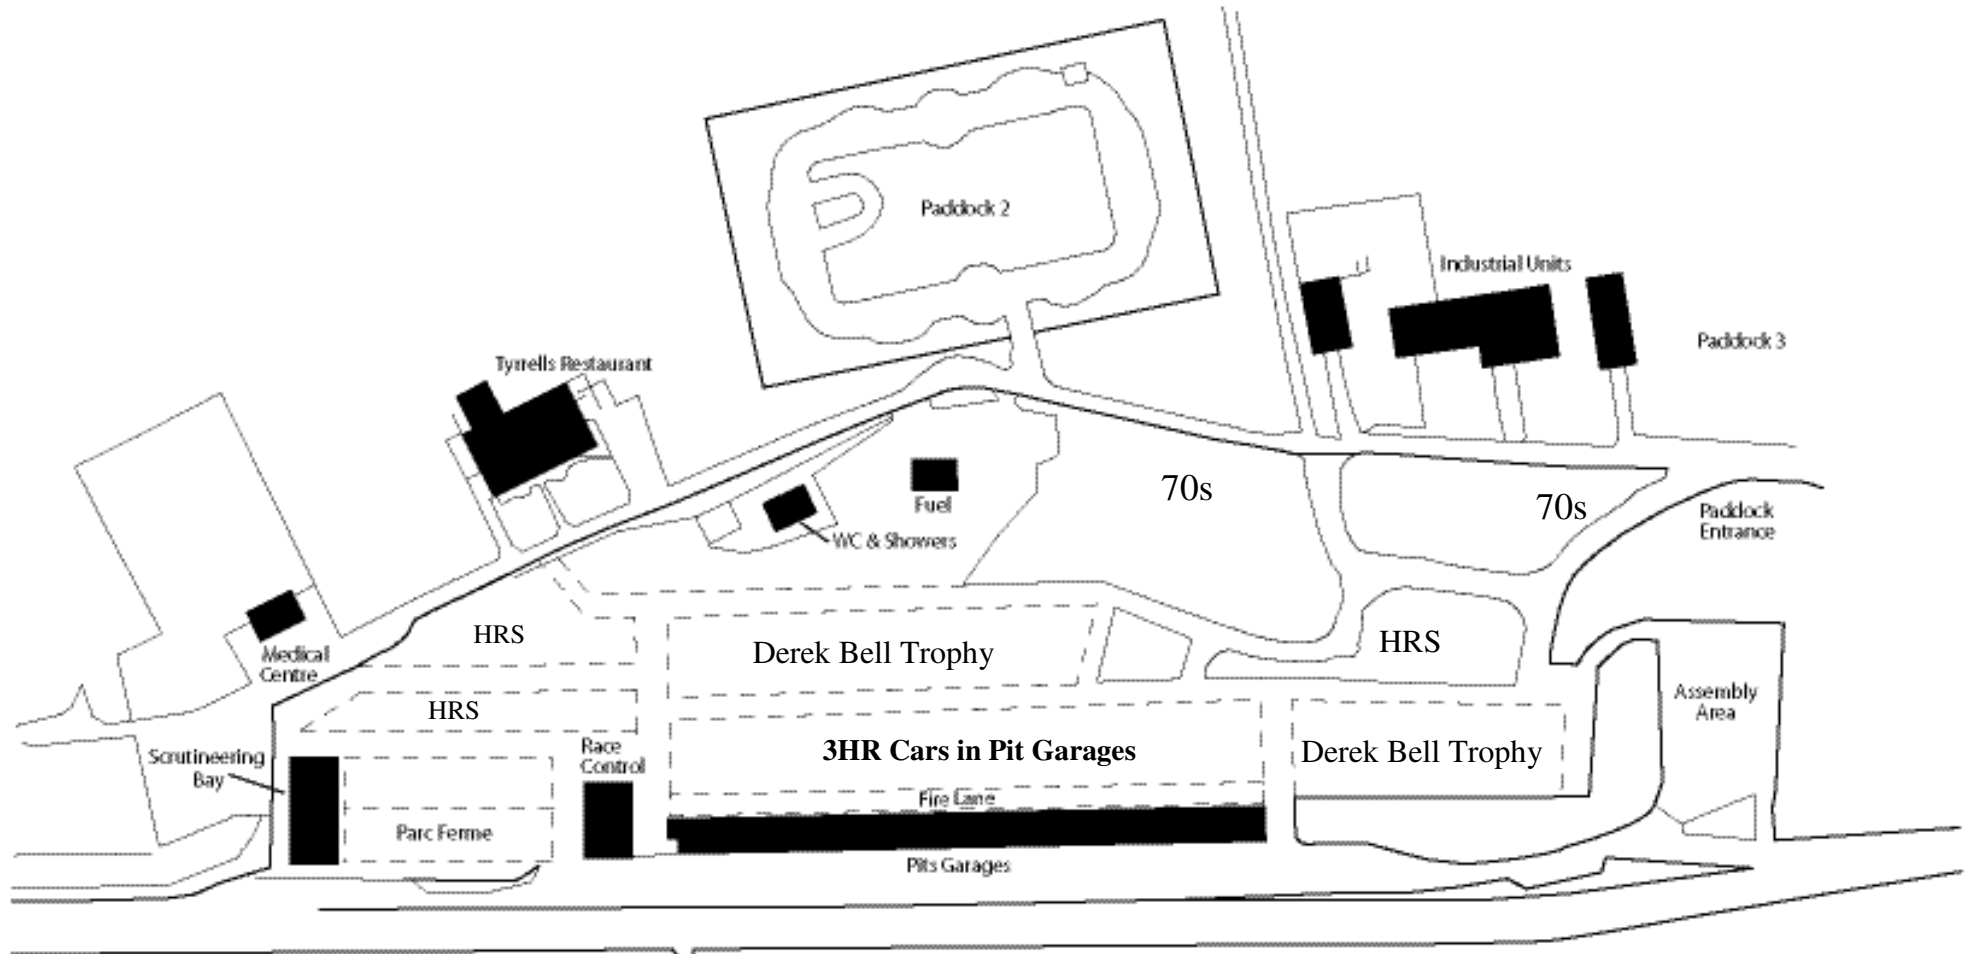 Paddock 2
Industrial Units
Paddock 3
Tyrrells Restaurant
70s
70s
Fuel
Paddock
Entrance
WC & Showers
HRS
Derek Bell Trophy
HRS
Medical
Centre
Assembly
Area
HRS
Scrutineering
Bay
Race
Control
3HR Cars in Pit Garages
Derek Bell Trophy
Fire Lane
Parc Ferme
Pits Garages